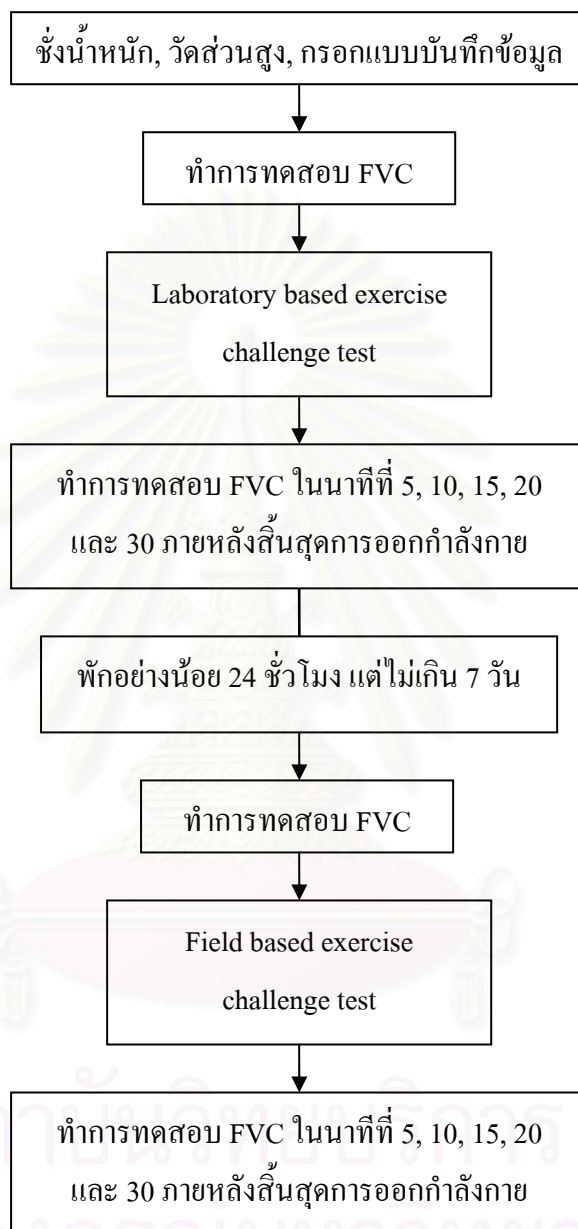 ชั่งน้ำหนัก, วัดส่วนสูง, กรอกแบบบันทึกข้อมูล
ทำการทดสอบ FVC
Laboratory based exercise
challenge test
ทำการทดสอบ FVC ในนาทีที่ 5, 10, 15, 20
และ 30 ภายหลังสิ้นสุดการออกกำลังกาย
พักอย่างน้อย 24 ชั่วโมง แต่ไม่เกิน 7 วัน
ทำการทดสอบ FVC
Field based exercise
challenge test
ทำการทดสอบ FVC ในนาทีที่ 5, 10, 15, 20
และ 30 ภายหลังสิ้นสุดการออกกำลังกาย